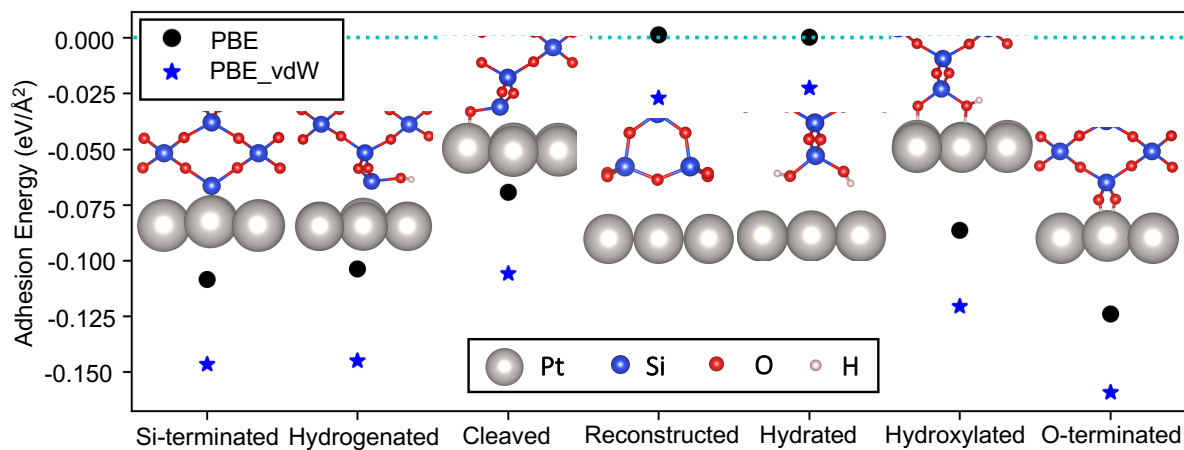 Adhesion Energy (eV/Å²)
0.000
-0.025
-0.050
-0.075
-0.100
-0.125
-0.150
PBE
PBE_vdW
Pt Si O H
Si-terminated Hydrogenated Cleaved Reconstructed Hydrated Hydroxylated O-terminated